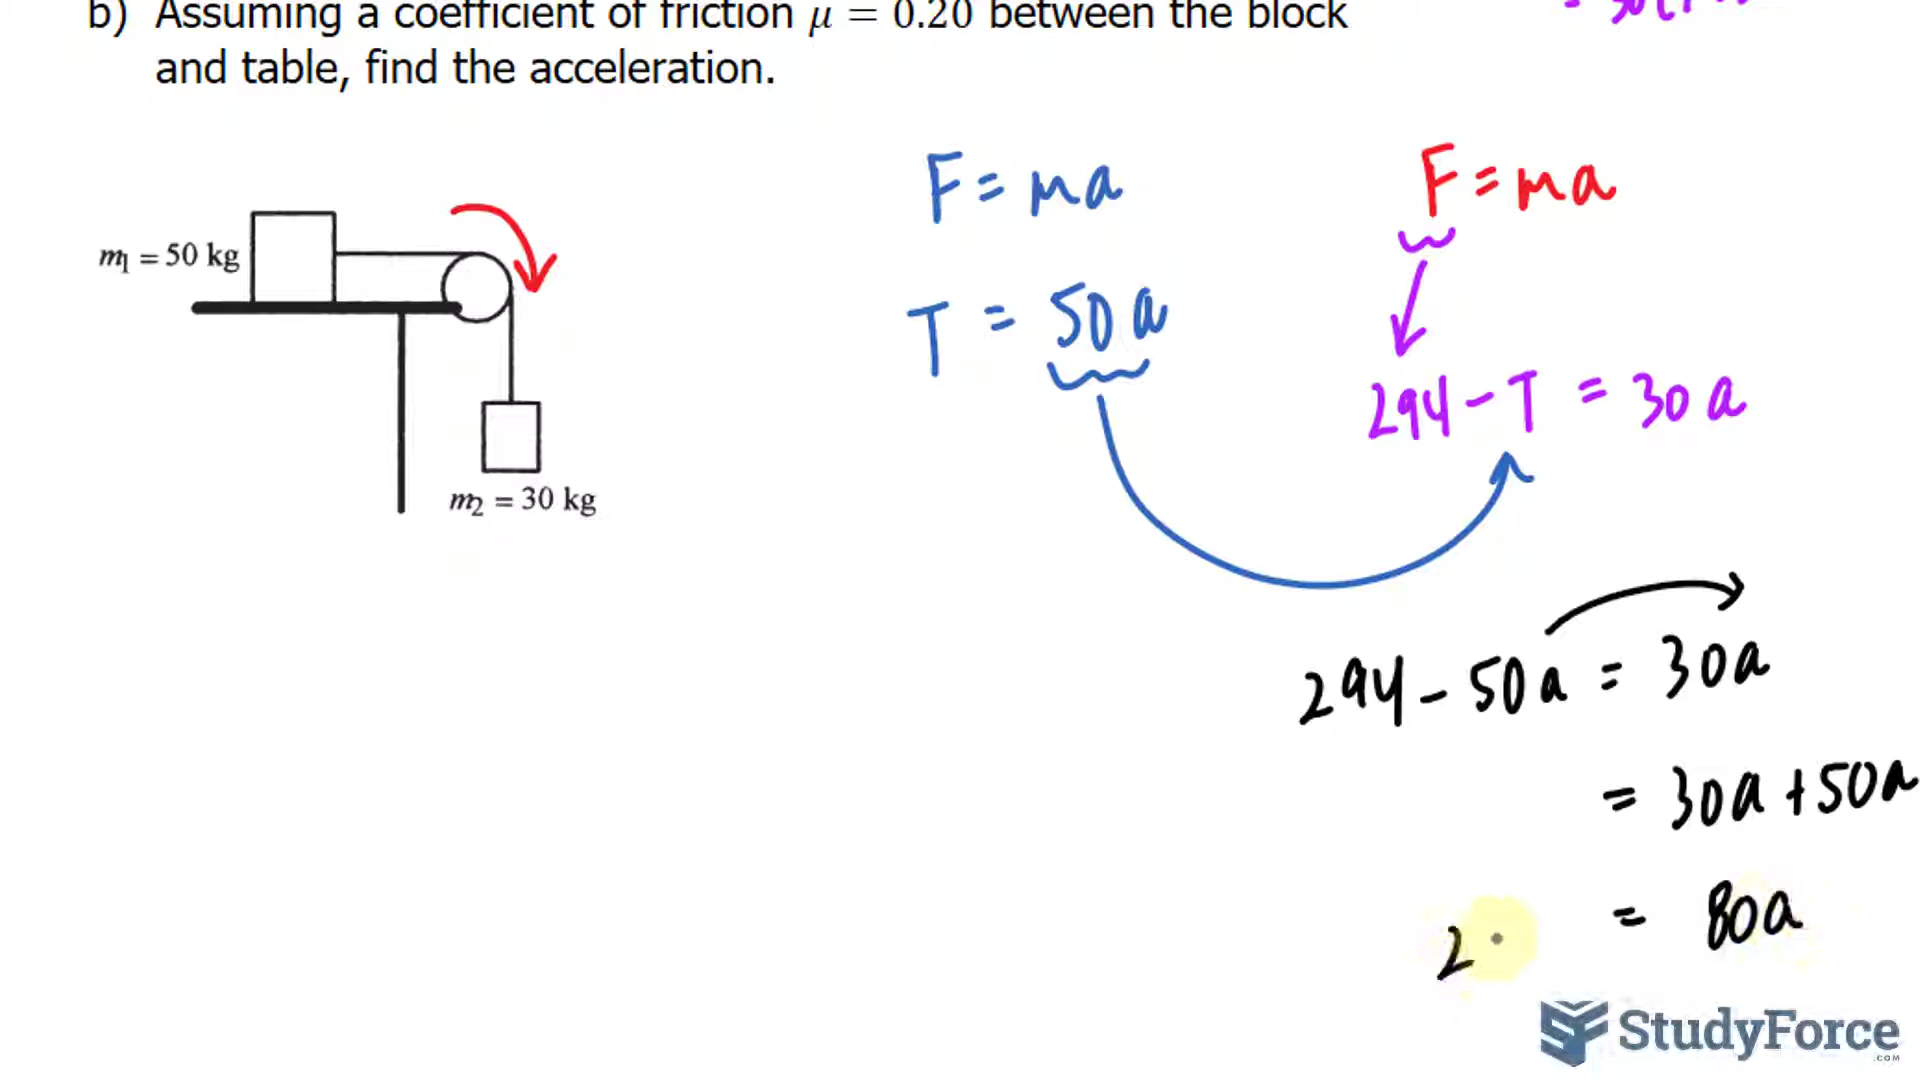 b) Assuming a coefficient of friction μ = 0.20 between the block
and table, find the acceleration.
F = ma
F = ma
m₁ = 50 kg
T = 50a
294 - T = 30a
m₂ = 30 kg
294 - 50a = 30a
= 30a + 50a
2 = 80a
StudyForce
.COM